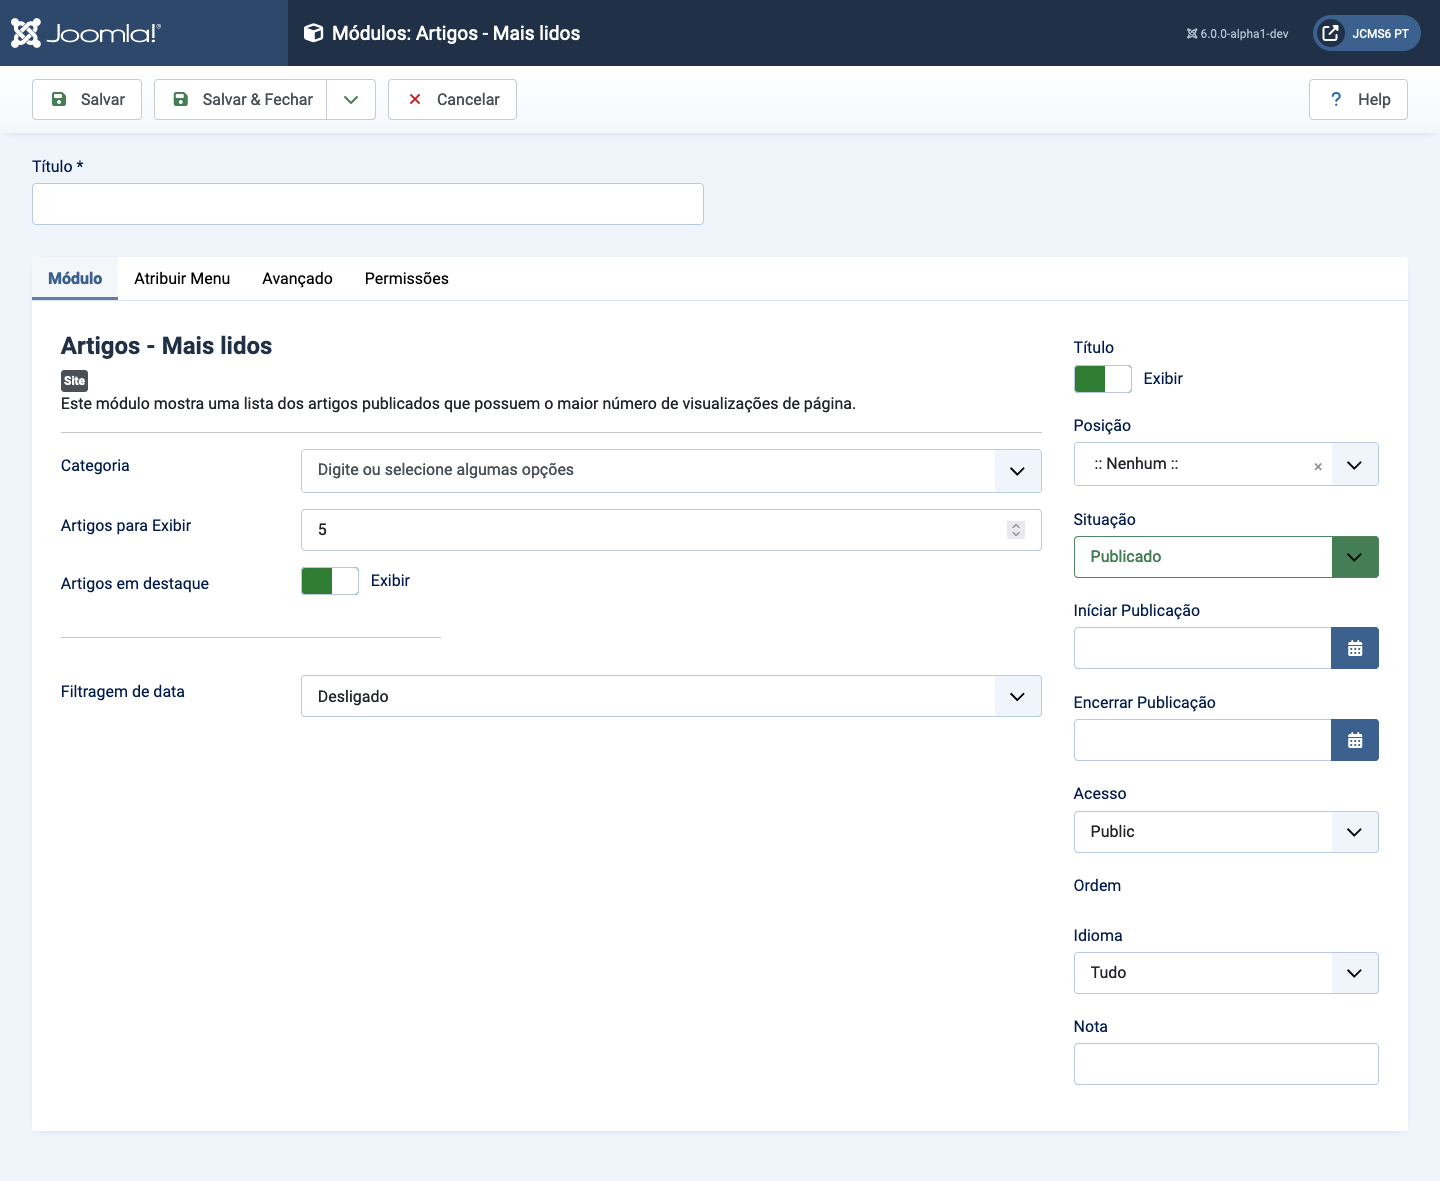 Joomla!®
Módulos: Artigos - Mais lidos
6.0.0-alpha1-dev
JCMS6 PT
Salvar
Salvar & Fechar
Cancelar
? Help
Título *
Módulo
Atribuir Menu
Avançado
Permissões
Artigos - Mais lidos
Site
Este módulo mostra uma lista dos artigos publicados que possuem o maior número de visualizações de página.
Categoria
Digite ou selecione algumas opções
Artigos para Exibir
5
Artigos em destaque
Exibir
Filtragem de data
Desligado
Título
Exibir
Posição
:: Nenhum ::
×
Situação
Publicado
Iníciar Publicação
Encerrar Publicação
Acesso
Public
Ordem
Idioma
Tudo
Nota